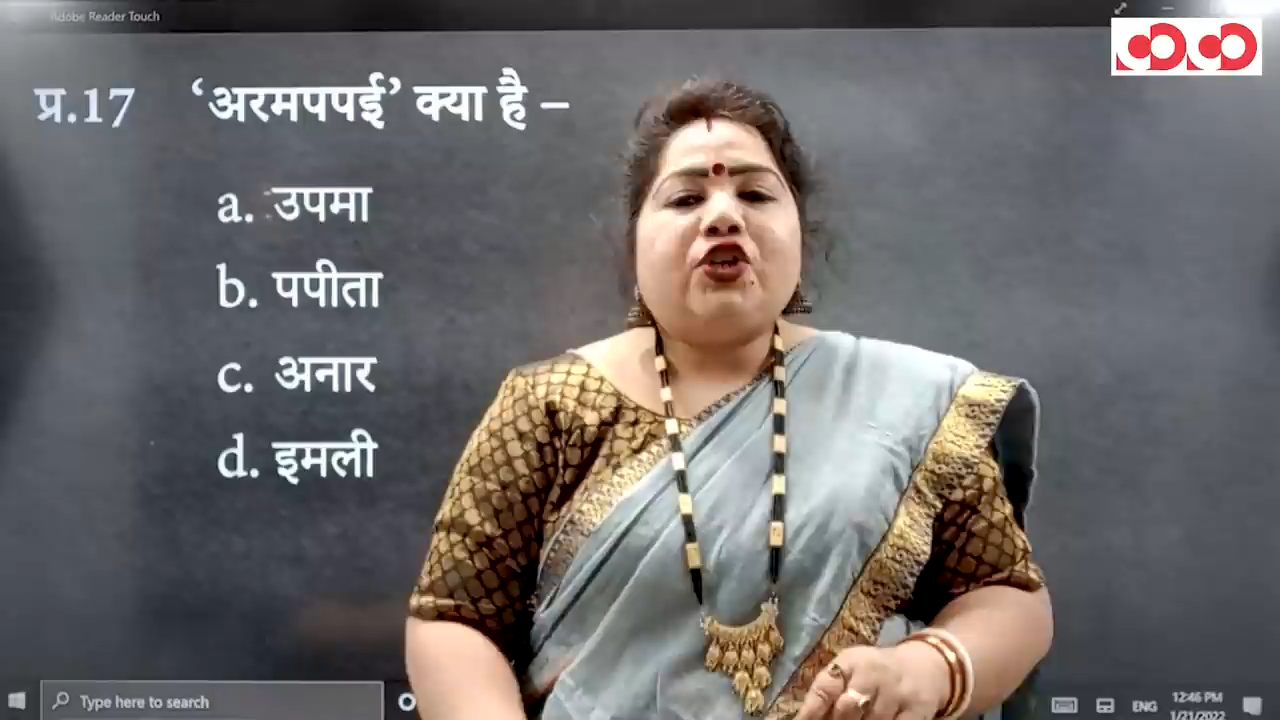 Adobe Reader Touch
प्र.17 ‘अरमपपई’ क्या है –
a. उपमा
b. पपीता
c. अनार
d. इमली
Type here to search
ENG
12:46 PM
1/21/2022